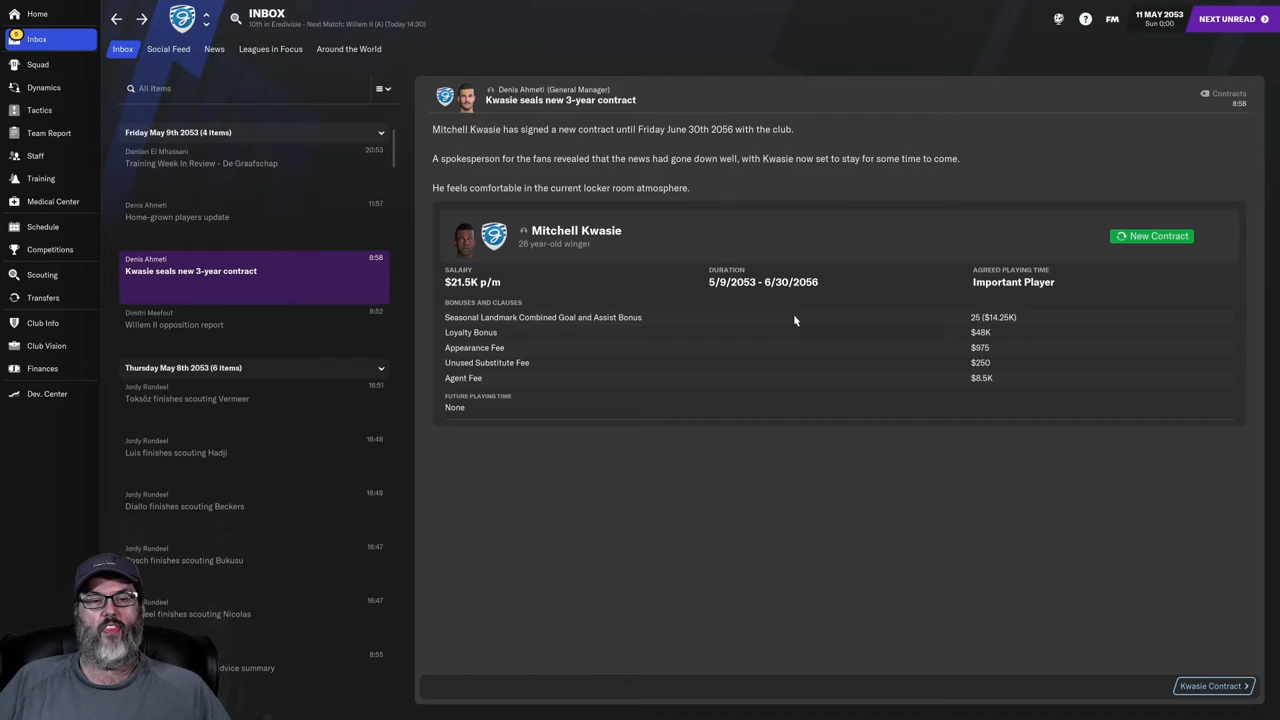 Home
INBOX
10th in Eredivisie - Next Match: Willem II (A) (Today 14:30)
FM
11 MAY 2053
Sun 0:00
NEXT UNREAD
5
Inbox
Inbox
Social Feed
News
Leagues in Focus
Around the World
Squad
Dynamics
Tactics
Team Report
Staff
Training
Medical Center
Schedule
Competitions
Scouting
Transfers
Club Info
Club Vision
Finances
Dev. Center
All Items
Friday May 9th 2053 (4 items)
Damian El Mhassani
20:53
Training Week In Review - De Graafschap
Denis Ahmeti
11:57
Home-grown players update
Denis Ahmeti
8:58
Kwasie seals new 3-year contract
Dimitri Meefout
8:52
Willem II opposition report
Thursday May 8th 2053 (6 items)
Jordy Rondeel
16:51
Toksöz finishes scouting Vermeer
Jordy Rondeel
16:48
Luis finishes scouting Hadji
Jordy Rondeel
16:48
Diallo finishes scouting Beckers
Jordy Rondeel
16:47
finishes scouting Bukusu
Rondeel
16:47
finishes scouting Nicolas
8:55
summary
Denis Ahmeti (General Manager)
Kwasie seals new 3-year contract
Contracts
8:58
Mitchell Kwasie has signed a new contract until Friday June 30th 2056 with the club.
A spokesperson for the fans revealed that the news had gone down well, with Kwasie now set to stay for some time to come.
He feels comfortable in the current locker room atmosphere.
Mitchell Kwasie
26 year-old winger
New Contract
SALARY
DURATION
AGREED PLAYING TIME
$21.5K p/m
5/9/2053 - 6/30/2056
Important Player
BONUSES AND CLAUSES
Seasonal Landmark Combined Goal and Assist Bonus
25 ($14.25K)
Loyalty Bonus
$48K
Appearance Fee
$975
Unused Substitute Fee
$250
Agent Fee
$8.5K
FUTURE PLAYING TIME
None
Kwasie Contract